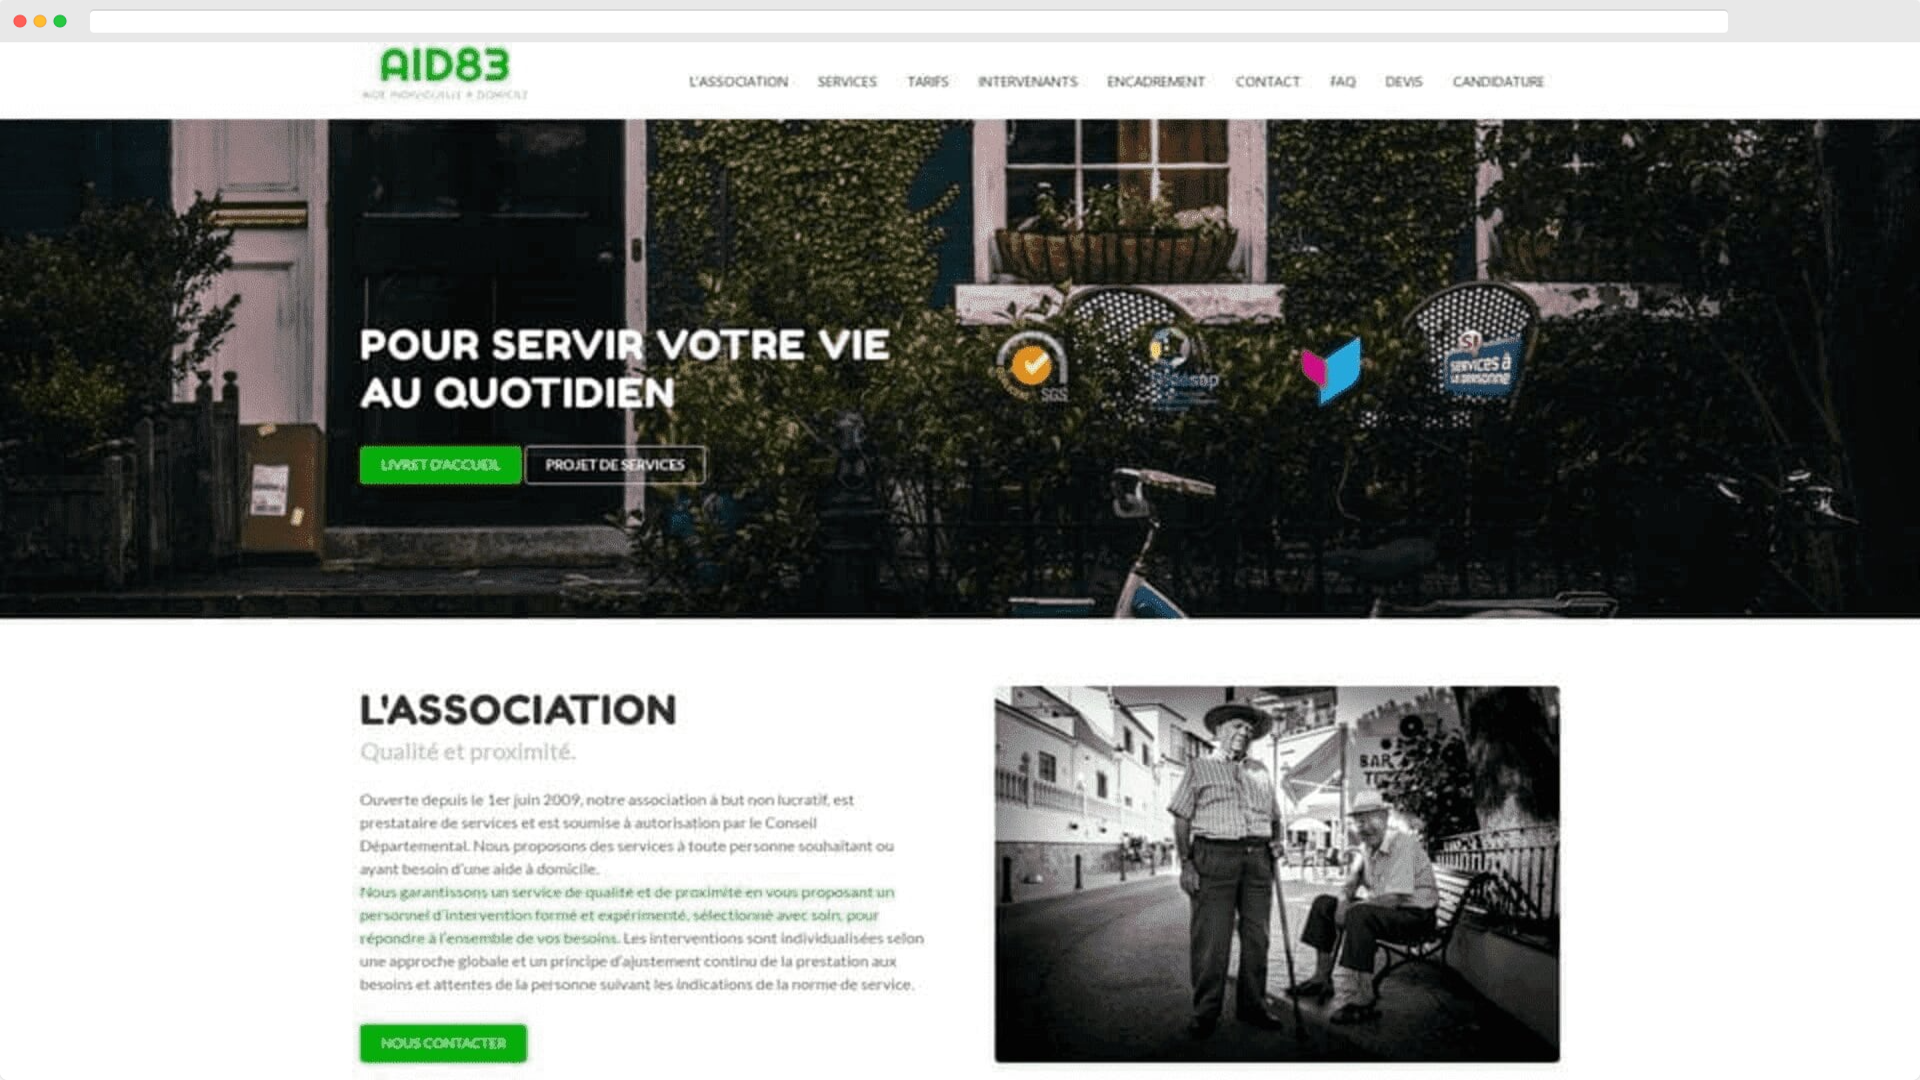 AID83
AIDE INDIVIDUELLE A DOMICILE
L'ASSOCIATION SERVICES TARIFS INTERVENANTS ENCADREMENT CONTACT FAQ DEVIS CANDIDATURE
POUR SERVIR VOTRE VIE
AU QUOTIDIEN
SGS
SERVICES à
LA PERSONNE
LIVRET D'ACCUEIL PROJET DE SERVICES
L'ASSOCIATION
Qualité et proximité.
Ouverte depuis le 1er juin 2009, notre association à but non lucratif, est
prestataire de services et est soumise à autorisation par le Conseil
Départemental. Nous proposons des services à toute personne souhaitant ou
ayant besoin d'une aide à domicile.
Nous garantissons un service de qualité et de proximité en vous proposant un
personnel d'intervention formé et expérimenté, sélectionné avec soin, pour
répondre à l'ensemble de vos besoins. Les interventions sont individualisées selon
une approche globale et un principe d'ajustement continu de la prestation aux
besoins et attentes de la personne suivant les indications de la norme de service.
BAR
NOUS CONTACTER